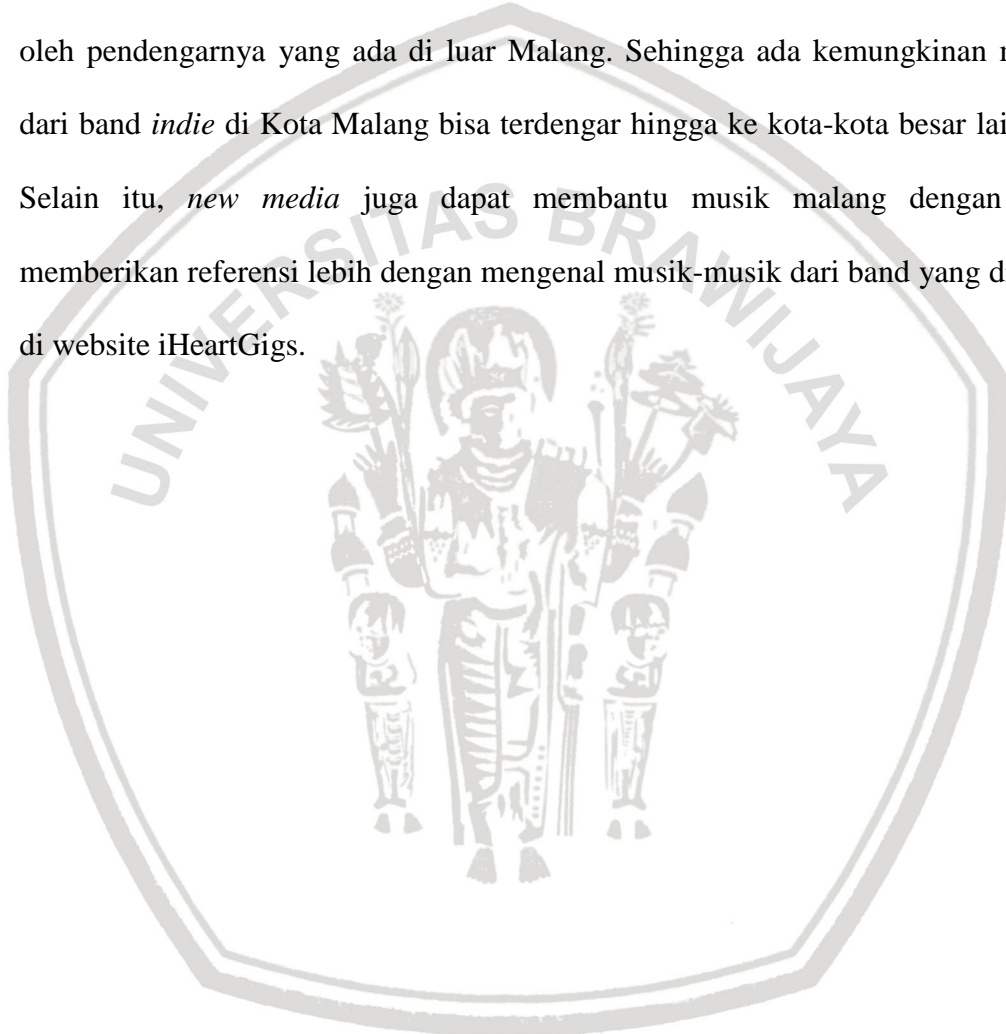 oleh pendengarnya yang ada di luar Malang. Sehingga ada kemungkinan
dari band indie di Kota Malang bisa terdengar hingga ke kota-kota besar
Selain itu, new media juga dapat membantu musik malang dengan
memberikan referensi lebih dengan mengenal musik-musik dari band yang
di website iHeartGigs.
UNIVERSITAS BRAWIJAYA